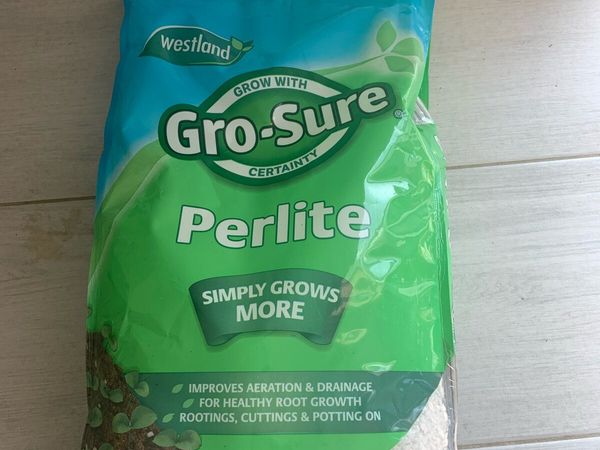 Westland
GROW WITH
Gro-Sure®
CERTAINTY
Perlite
SIMPLY GROWS
MORE
IMPROVES AERATION & DRAINAGE
FOR HEALTHY ROOT GROWTH
ROOTINGS, CUTTINGS & POTTING ON